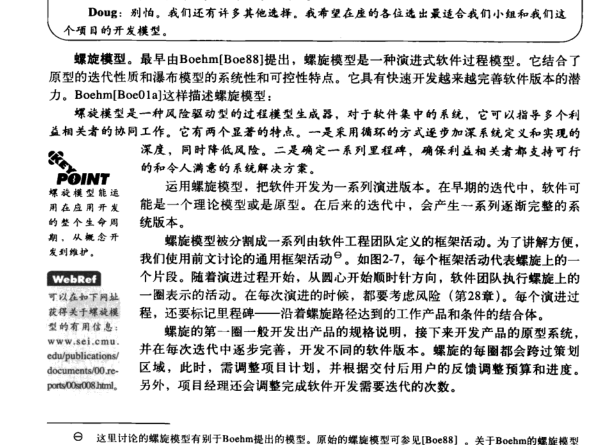 Doug：别怕。我们还有许多其他选择。我希望在座的各位选出最适合我们小组和我们这
个项目的开发模型。
螺旋模型。最早由Boehm[Boe88]提出，螺旋模型是一种演进式软件过程模型。它结合了
原型的迭代性质和瀑布模型的系统性和可控性特点。它具有快速开发越来越完善软件版本的潜
力。Boehm[Boe01a]这样描述螺旋模型：
螺旋模型是一种风险驱动型的过程模型生成器，对于软件集中的系统，它可以指导多个利
益相关者的协同工作。它有两个显著的特点。一是采用循环的方式逐步加深系统定义和实现的
深度，同时降低风险。二是确定一系列里程碑，确保利益相关者都支持可行
的和令人满意的系统解决方案。
KEY
POINT
螺旋模型能运
用在应用开发
的整个生命周
期，从概念开
发到维护。
运用螺旋模型，把软件开发为一系列演进版本。在早期的迭代中，软件可
能是一个理论模型或是原型。在后来的迭代中，会产生一系列逐渐完整的系
统版本。
螺旋模型被分割成一系列由软件工程团队定义的框架活动。为了讲解方便，
我们使用前文讨论的通用框架活动㊀。如图2-7，每个框架活动代表螺旋上的一
个片段。随着演进过程开始，从圆心开始顺时针方向，软件团队执行螺旋上的
一圈表示的活动。在每次演进的时候，都要考虑风险（第28章）。每个演进过
程，还要标记里程碑——沿着螺旋路径达到的工作产品和条件的结合体。
WebRef
可以在如下网址
获得关于螺旋模
型的有用信息：
www.sei.cmu.
edu/publications/
documents/00.re-
ports/00sr008.html。
螺旋的第一圈一般开发出产品的规格说明，接下来开发产品的原型系统，
并在每次迭代中逐步完善，开发不同的软件版本。螺旋的每圈都会跨过策划
区域，此时，需调整项目计划，并根据交付后用户的反馈调整预算和进度。
另外，项目经理还会调整完成软件开发需要迭代的次数。
㊀ 这里讨论的螺旋模型有别于Boehm提出的模型。原始的螺旋模型可参见[Boe88]。关于Boehm的螺旋模型